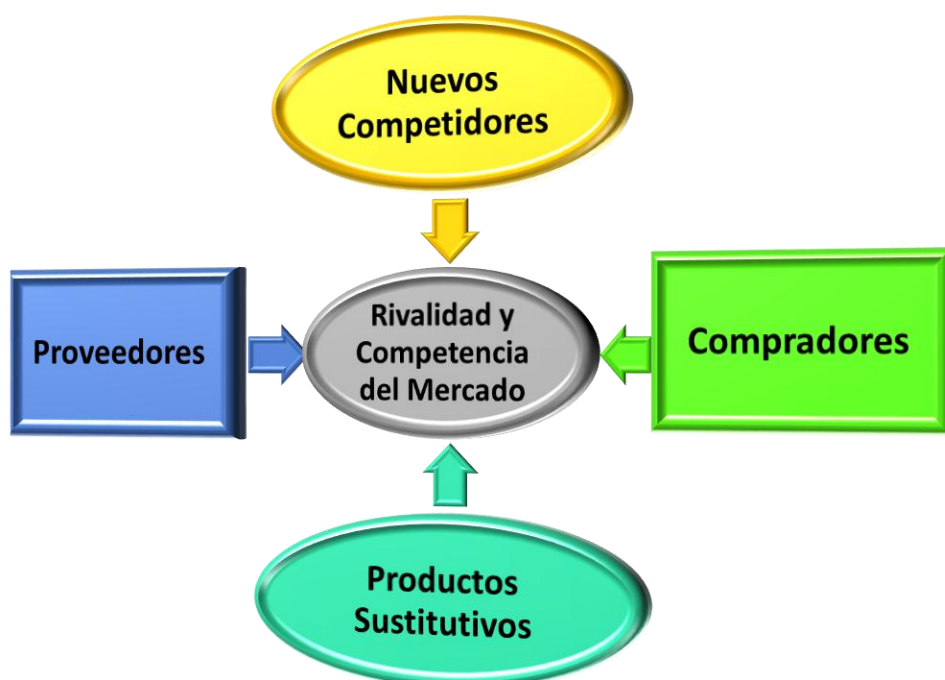 Nuevos
Competidores
Proveedores
Rivalidad y
Competencia
del Mercado
Compradores
Productos
Sustitutivos